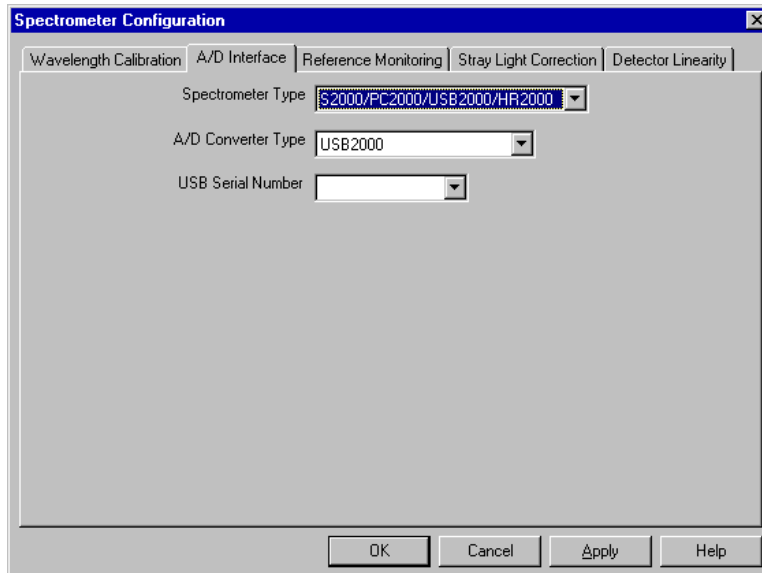 Spectrometer Configuration
Wavelength Calibration A/D Interface Reference Monitoring Stray Light Correction Detector Linearity
Spectrometer Type S2000/PC2000/USB2000/HR2000
A/D Converter Type USB2000
USB Serial Number
OK Cancel Apply Help